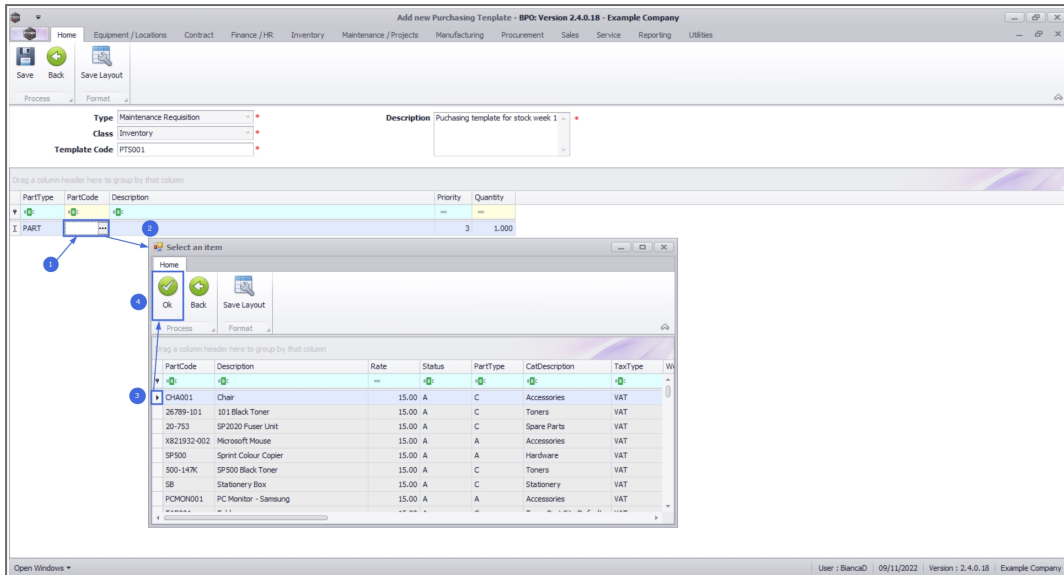 Add new Purchasing Template - BPO: Version 2.4.0.18 - Example Company
Home Equipment / Locations Contract Finance / HR Inventory Maintenance / Projects Manufacturing Procurement Sales Service Reporting Utilities
Save Back Save Layout
Process Format
Type Maintenance Requisition * Description Puchasing template for stock week 1 *
Class Inventory *
Template Code PTS001 *
Drag a column header here to group by that column
PartType PartCode Description Priority Quantity
PART 3 1.000
1 2
Select an item
Home
4 Ok Back Save Layout
Process Format
Drag a column header here to group by that column
PartCode Description Rate Status PartType CatDescription TaxType
3 CHA001 Chair 15.00 A C Accessories VAT
26789-101 101 Black Toner 15.00 A C Toners VAT
20-753 SP2020 Fuser Unit 15.00 A C Spare Parts VAT
X821932-002 Microsoft Mouse 15.00 A A Accessories VAT
SP500 Sprint Colour Copier 15.00 A A Hardware VAT
500-147K SP500 Black Toner 15.00 A C Toners VAT
SB Stationery Box 15.00 A C Stationery VAT
PCMON001 PC Monitor - Samsung 15.00 A A Accessories VAT
Open Windows User : BiancaD 09/11/2022 Version : 2.4.0.18 Example Company